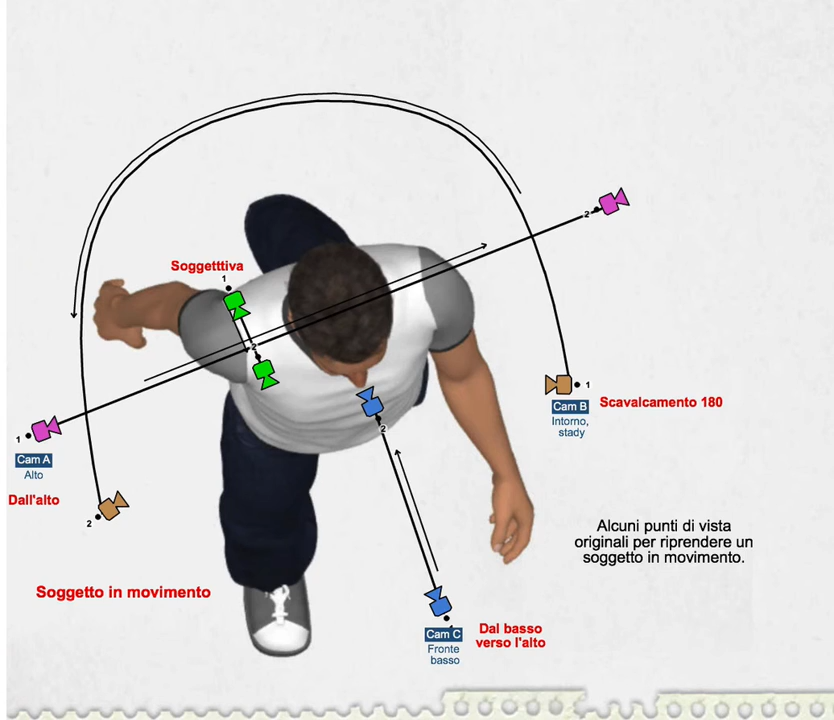 Soggetttiva
1
2
2
1
Cam B
Intorno,
stady
Scavalcamento 180
2
1
Cam A
Alto
Dall'alto
2
Alcuni punti di vista
originali per riprendere un
soggetto in movimento.
Soggetto in movimento
Cam C
Fronte
basso
Dal basso
verso l'alto